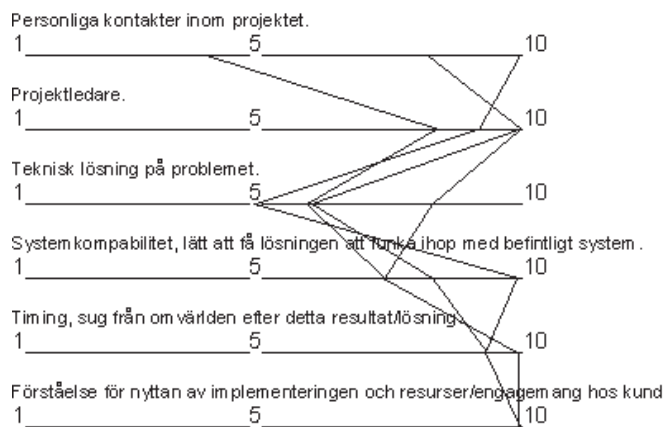 Personliga kontakter inom projektet.
1 5 10
Projektledare.
1 5 10
Teknisk lösning på problemet.
1 5 10
Systemkompabilitet, lätt att få lösningen att funka ihop med befintligt system.
1 5 10
Timing, sug från omvärlden efter detta resultat/lösning.
1 5 10
Förståelse för nyttan av implementeringen och resurser/engagemang hos kund
1 5 10